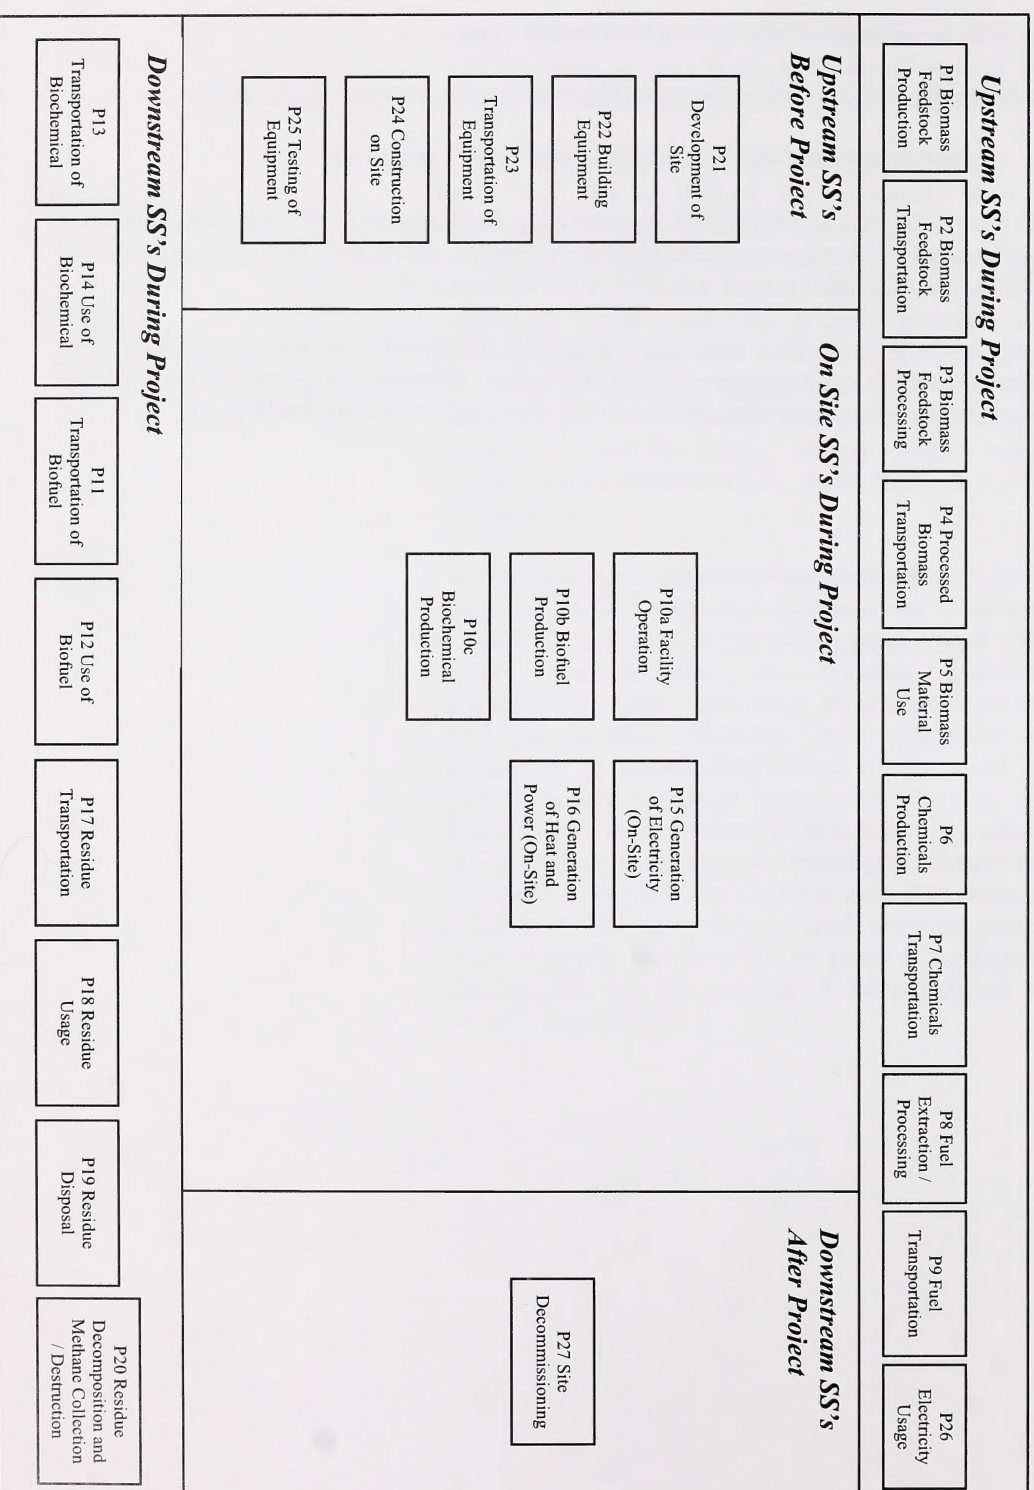 Upstream SS's During Project
P1 Biomass
Feedstock
Production
P2 Biomass
Feedstock
Transportation
P3 Biomass
Feedstock
Processing
P4 Processed
Biomass
Transportation
P5 Biomass
Material
Use
P6
Chemicals
Production
P7 Chemicals
Transportation
P8 Fuel
Extraction /
Processing
P9 Fuel
Transportation
P26
Electricity
Usage
Upstream SS's
Before Project
P21
Development of
Site
P22 Building
Equipment
P23
Transportation of
Equipment
P24 Construction
on Site
P25 Testing of
Equipment
On Site SS's During Project
P10a Facility
Operation
P10b Biofuel
Production
P10c
Biochemical
Production
P15 Generation
of Electricity
(On-Site)
P16 Generation
of Heat and
Power (On-Site)
Downstream SS's
After Project
P27 Site
Decommissioning
Downstream SS's During Project
P13
Transportation of
Biochemical
P14 Use of
Biochemical
P11
Transportation of
Biofuel
P12 Use of
Biofuel
P17 Residue
Transportation
P18 Residue
Usage
P19 Residue
Disposal
P20 Residue
Decomposition and
Methane Collection
/ Destruction